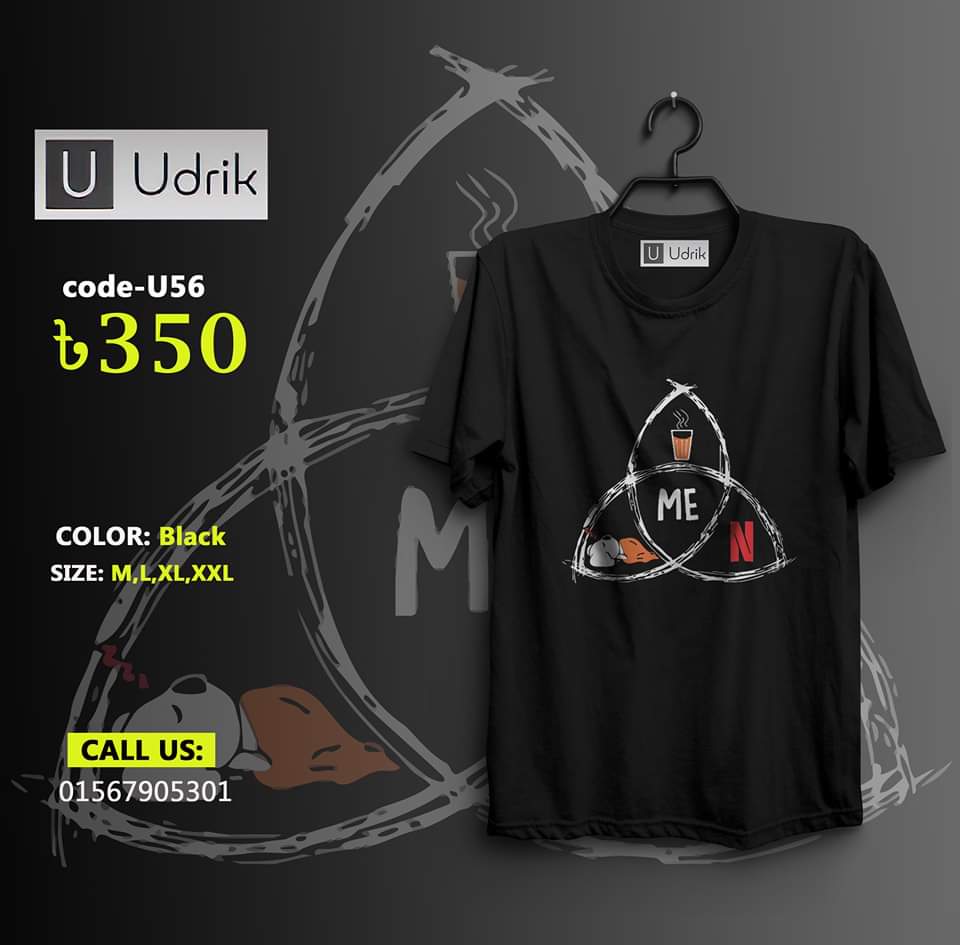 U Udrik
code-U56
৳350
COLOR: Black
SIZE: M,L,XL,XXL
CALL US:
01567905301
U Udrik
ME
N
M